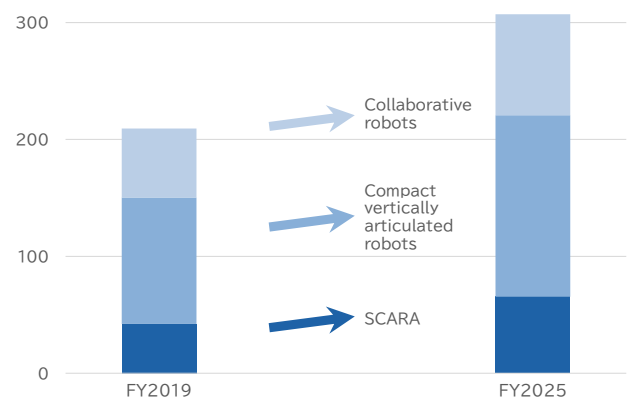 300
Collaborative
robots
200
Compact
vertically
articulated
robots
100
SCARA
0
FY2019
FY2025